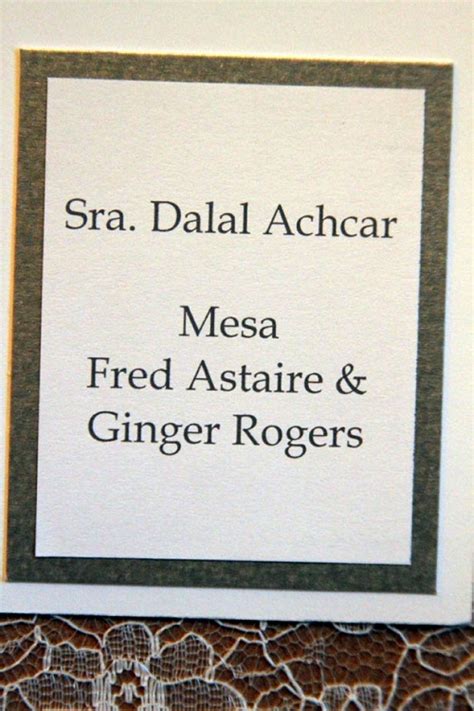 Sra. Dalal Achcar
Mesa
Fred Astaire &
Ginger Rogers